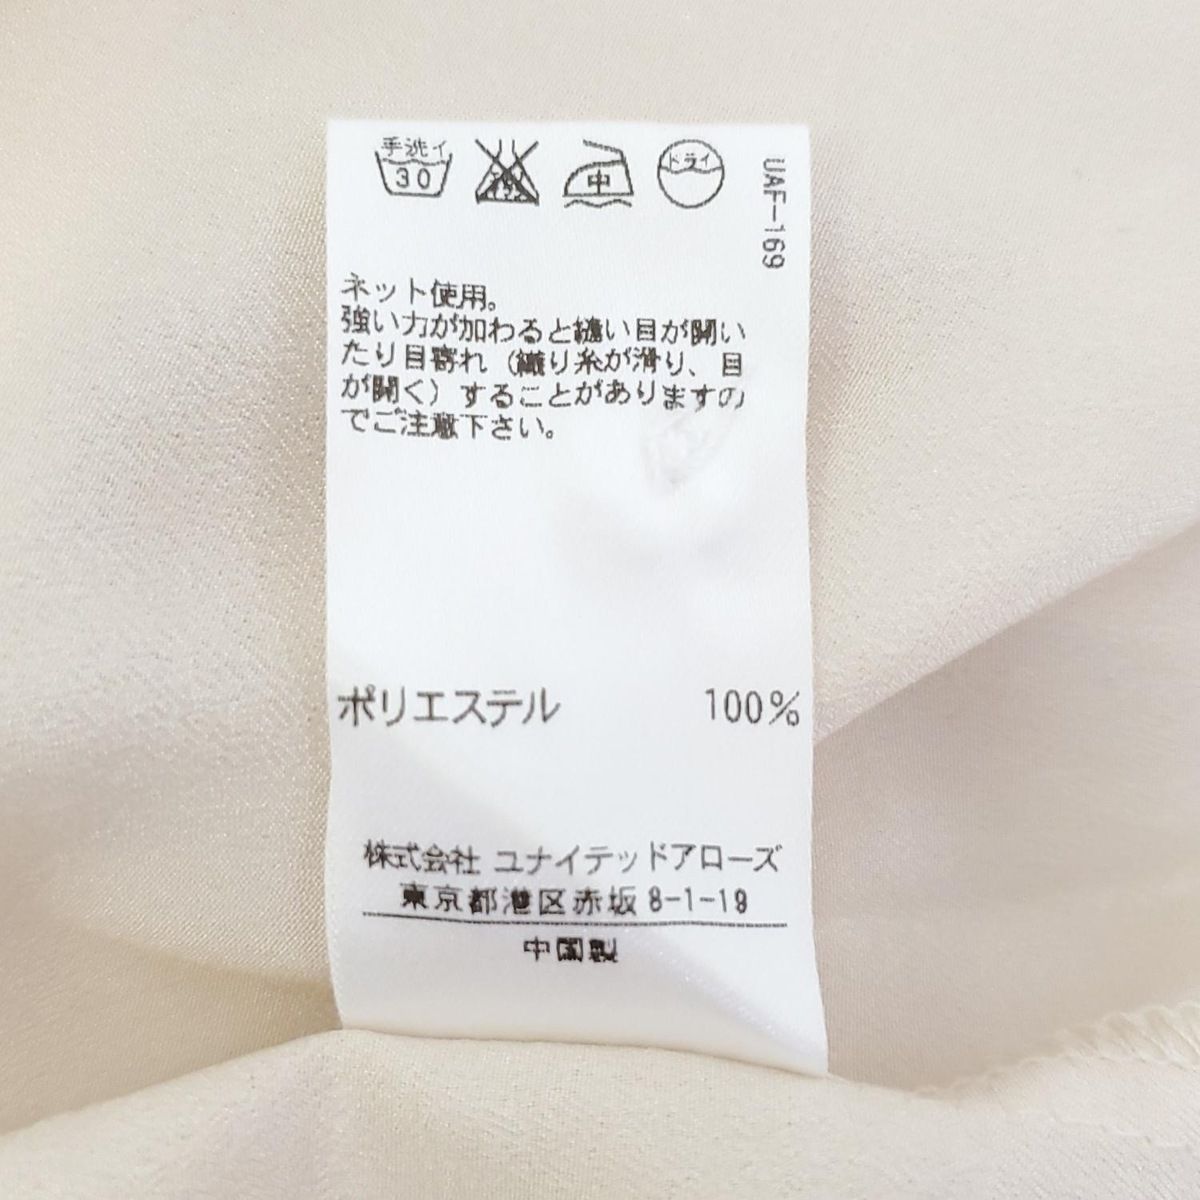 手洗イ
30
中
ドライ
UAF-169
ネット使用。
強い力が加わると縫い目が開い
たり目寄れ（織り糸が滑り、目
が開く）することがありますの
でご注意下さい。
ポリエステル 100%
株式会社 ユナイテッドアローズ
東京都港区赤坂8-1-19
中国製